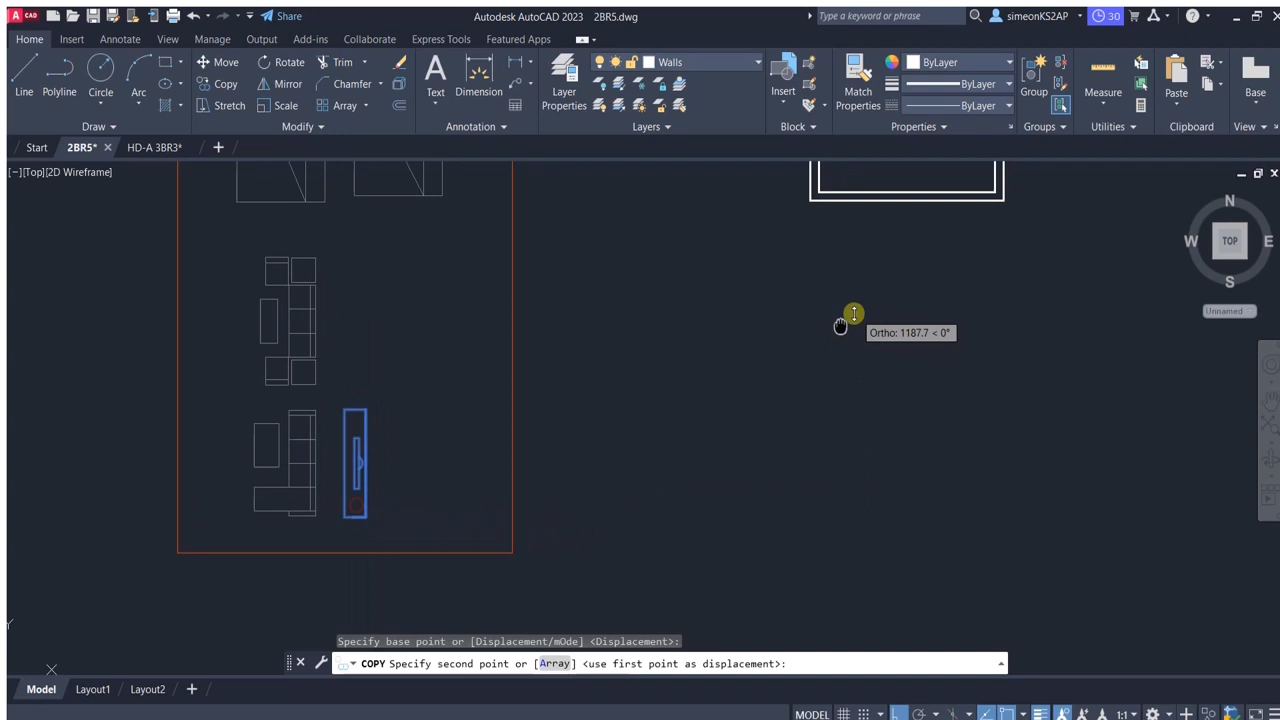 CAD Share Autodesk AutoCAD 2023 2BR5.dwg Type a keyword or phrase simeonKS2AP 30
Home Insert Annotate View Manage Output Add-ins Collaborate Express Tools Featured Apps
Line Polyline Circle Arc Move Rotate Trim Text Dimension Layer Properties Walls Insert Match Properties ByLayer Group Measure Paste Base
Copy Mirror Chamfer ByLayer
Stretch Scale Array ByLayer
Draw Modify Annotation Layers Block Properties Groups Utilities Clipboard View
Start 2BR5* HD-A 3BR3*
[−][Top][2D Wireframe]
N
W TOP E
S
Unnamed
Ortho: 1187.7 < 0°
Specify base point or [Displacement/mOde] <Displacement>:
COPY Specify second point or [Array] <use first point as displacement>:
Y
Model Layout1 Layout2
MODEL 1:1